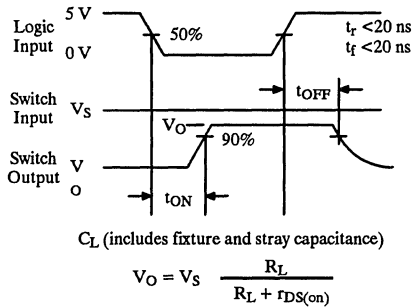 Logic Input
5 V
50%
0 V
tr <20 ns
tf <20 ns
tOFF
Switch Input
VS
VO
90%
Switch Output
V
O
tON
CL (includes fixture and stray capacitance)
VO = VS RL
RL + rDS(on)